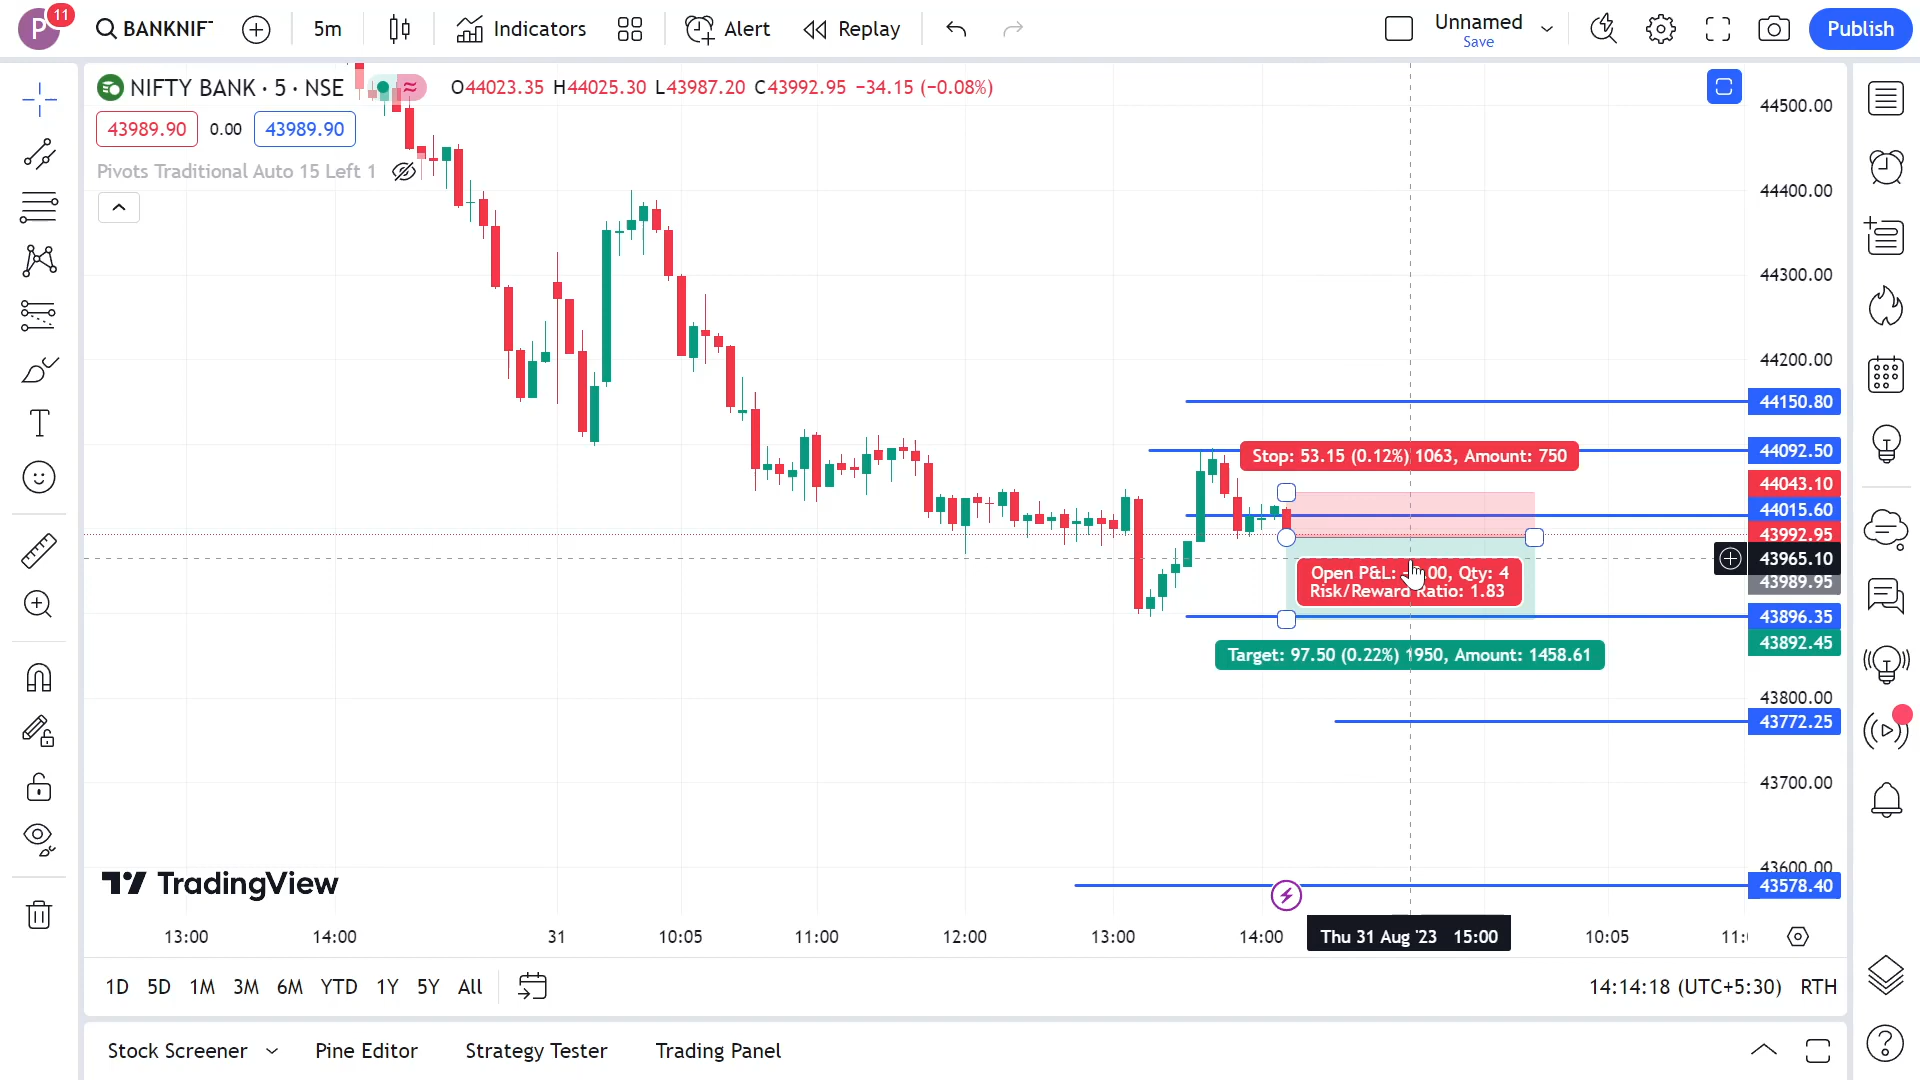 P
11
BANKNIF
5m
Indicators
Alert
Replay
Unnamed
Save
Publish
NIFTY BANK · 5 · NSE
O44023.35 H44025.30 L43987.20 C43992.95 −34.15 (−0.08%)
43989.90
0.00
43989.90
Pivots Traditional Auto 15 Left 1
44500.00
44400.00
44300.00
44200.00
44150.80
44092.50
Stop: 53.15 (0.12%) 1063, Amount: 750
44043.10
44015.60
43992.95
43965.10
43989.95
Open P&L: .00, Qty: 4
Risk/Reward Ratio: 1.83
43896.35
43892.45
Target: 97.50 (0.22%) 1950, Amount: 1458.61
43800.00
43772.25
43700.00
43600.00
43578.40
TradingView
13:00
14:00
31
10:05
11:00
12:00
13:00
14:00
Thu 31 Aug '23 15:00
10:05
1D
5D
1M
3M
6M
YTD
1Y
5Y
All
14:14:18 (UTC+5:30)
RTH
Stock Screener
Pine Editor
Strategy Tester
Trading Panel